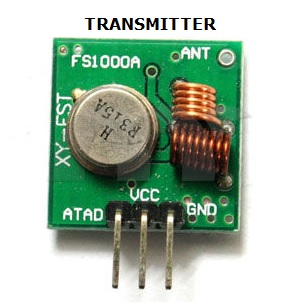 TRANSMITTER
FS1000A
ANT
XY-FST
H
R315A
VCC
ATAD
GND